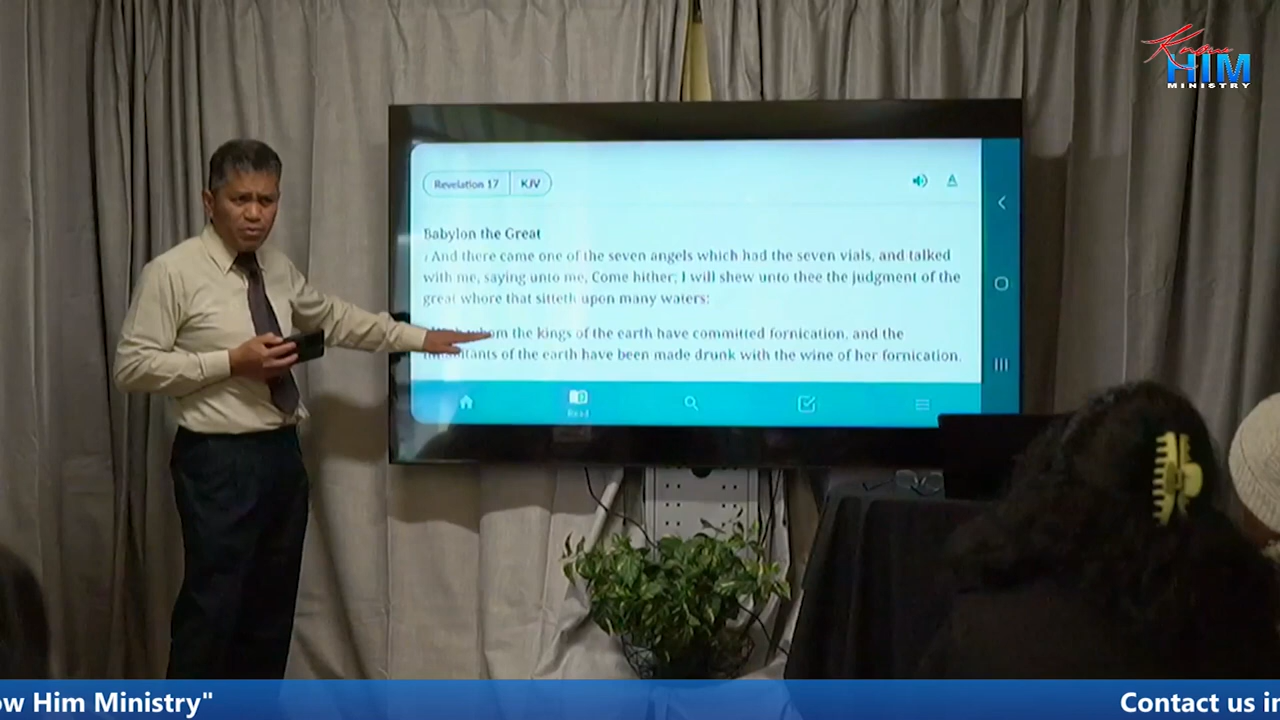 Know
HIM
MINISTRY
Revelation 17 KJV
Babylon the Great
1 And there came one of the seven angels which had the seven vials, and talked
with me, saying unto me, Come hither; I will shew unto thee the judgment of the
great whore that sitteth upon many waters:
whom the kings of the earth have committed fornication, and the
of the earth have been made drunk with the wine of her fornication.
Read
ow Him Ministry" Contact us in